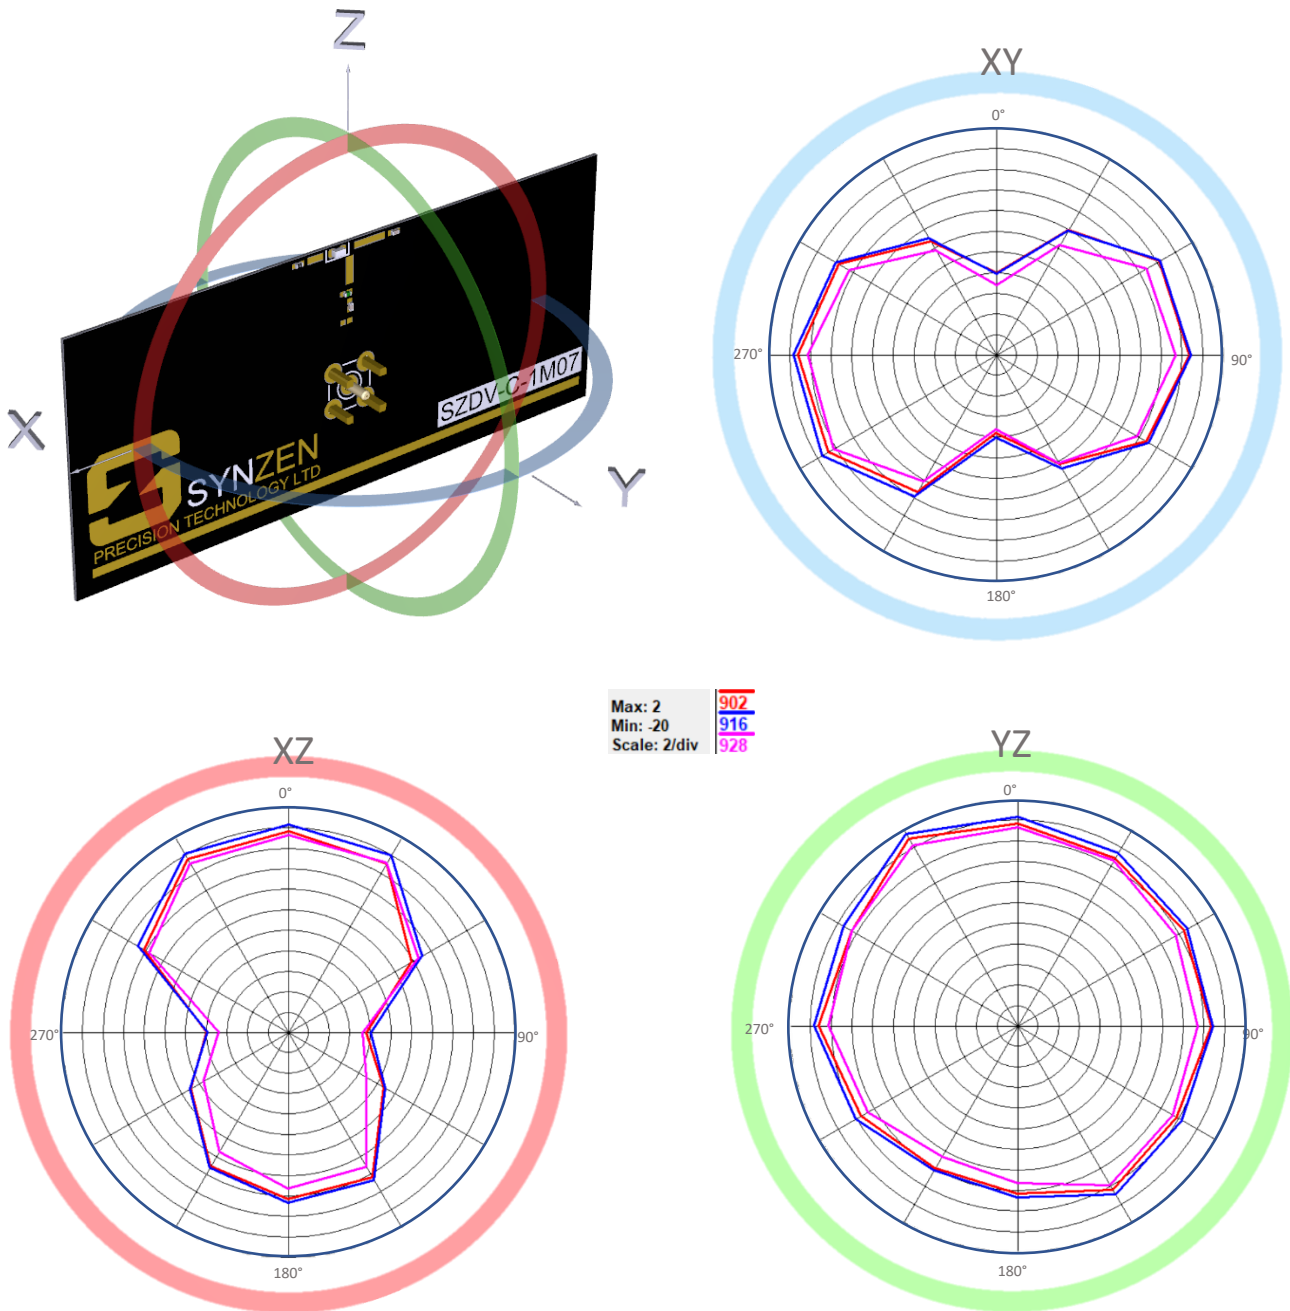 Z
X
Y
SZDV-C-1M07
SYNZEN
PRECISION TECHNOLOGY LTD
XY
0°
270°
90°
180°
Max: 2
Min: -20
Scale: 2/div
902
916
928
XZ
0°
270°
90°
180°
YZ
0°
270°
90°
180°